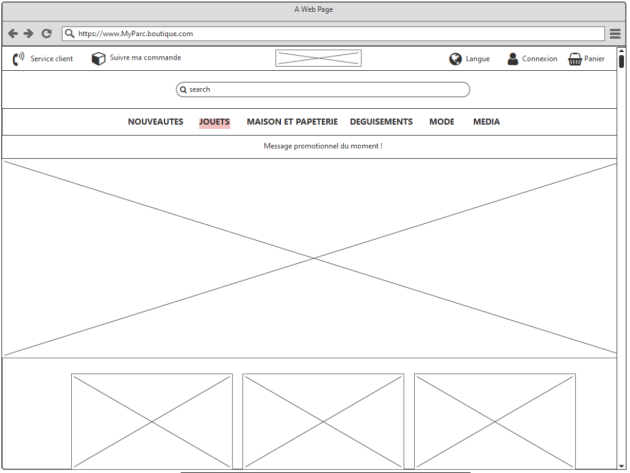 A Web Page
https://www.MyParc.boutique.com
Service client
Suivre ma commande
Langue
Connexion
Panier
search
NOUVEAUTES JOUETS MAISON ET PAPETERIE DEGUISEMENTS MODE MEDIA
Message promotionnel du moment !